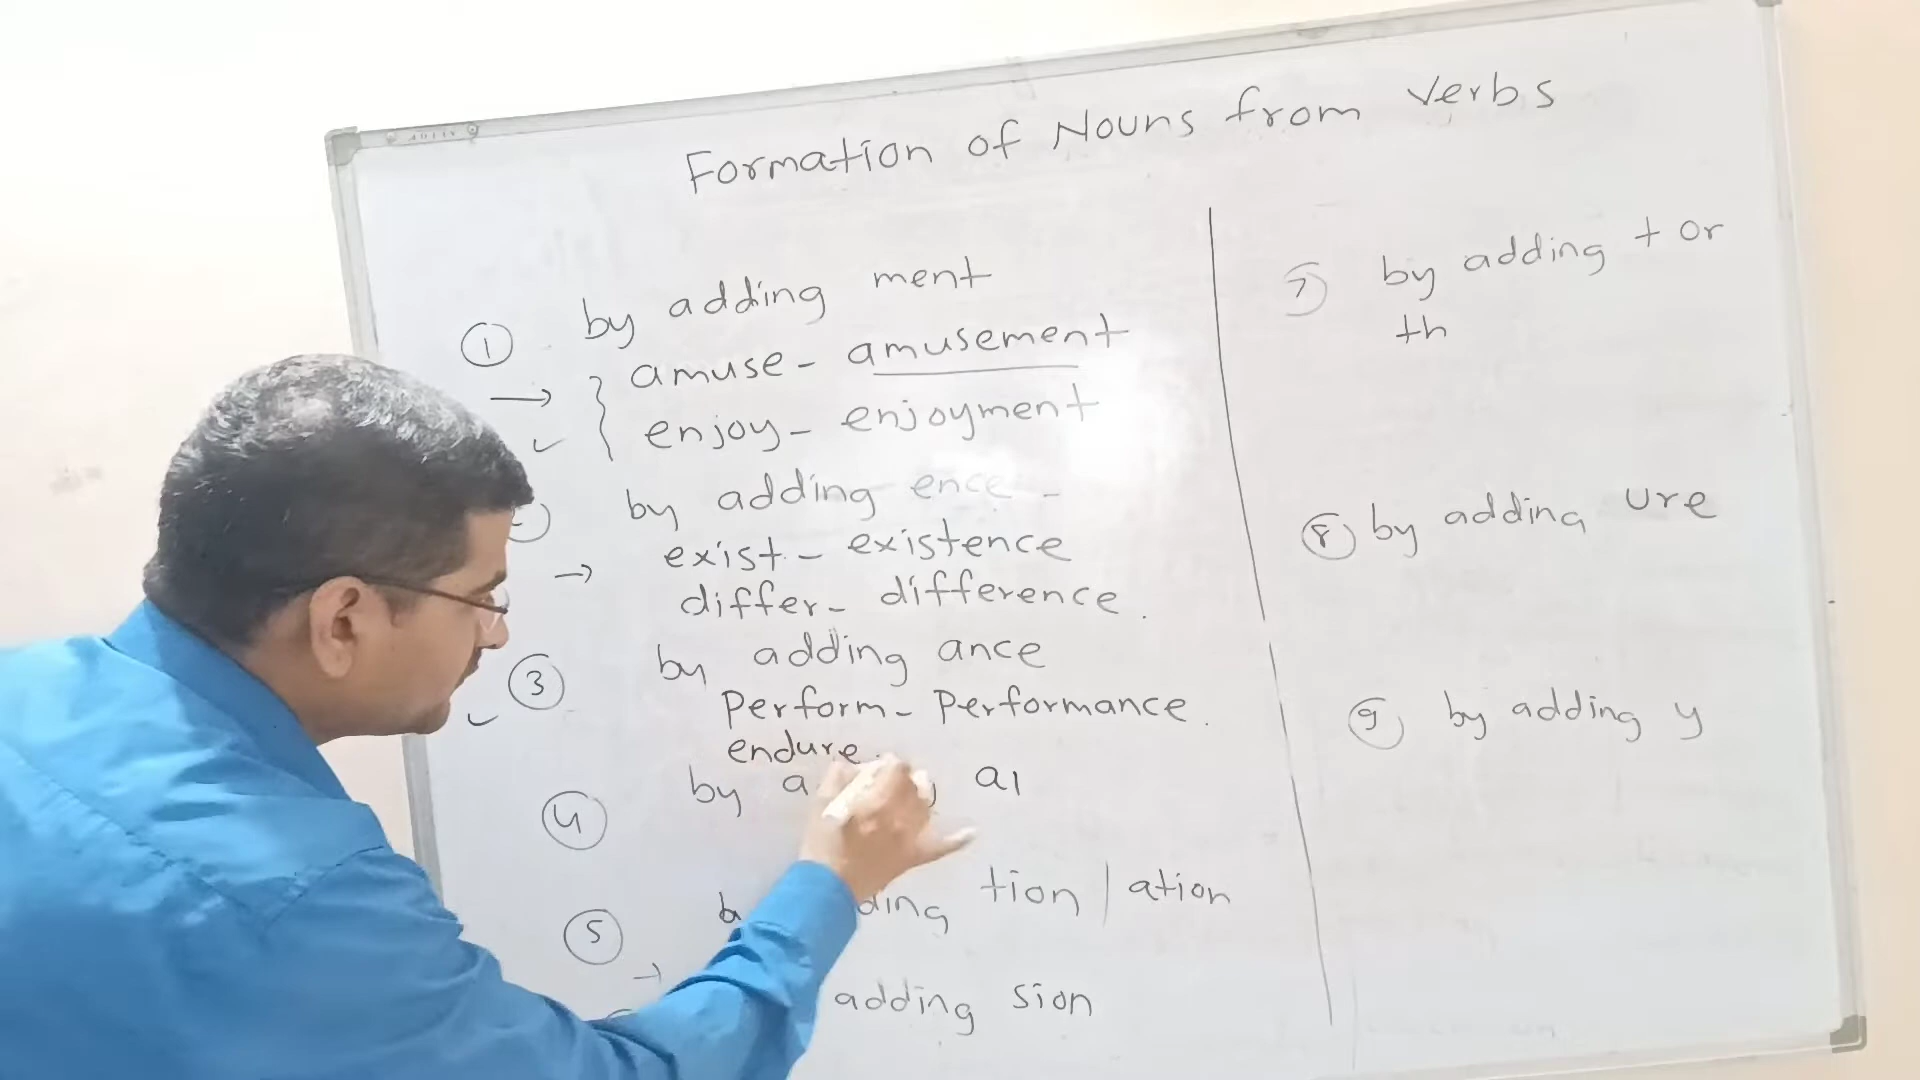 Formation of Nouns from Verbs
① by adding ment
→ amuse - amusement
enjoy - enjoyment
by adding ence -
→ exist - existence
differ - difference.
③ by adding ance
Perform - Performance.
endure
④ by al
⑤ tion / ation
→ adding sion
⑦ by adding t or
th
⑧ by adding ure
⑨ by adding y